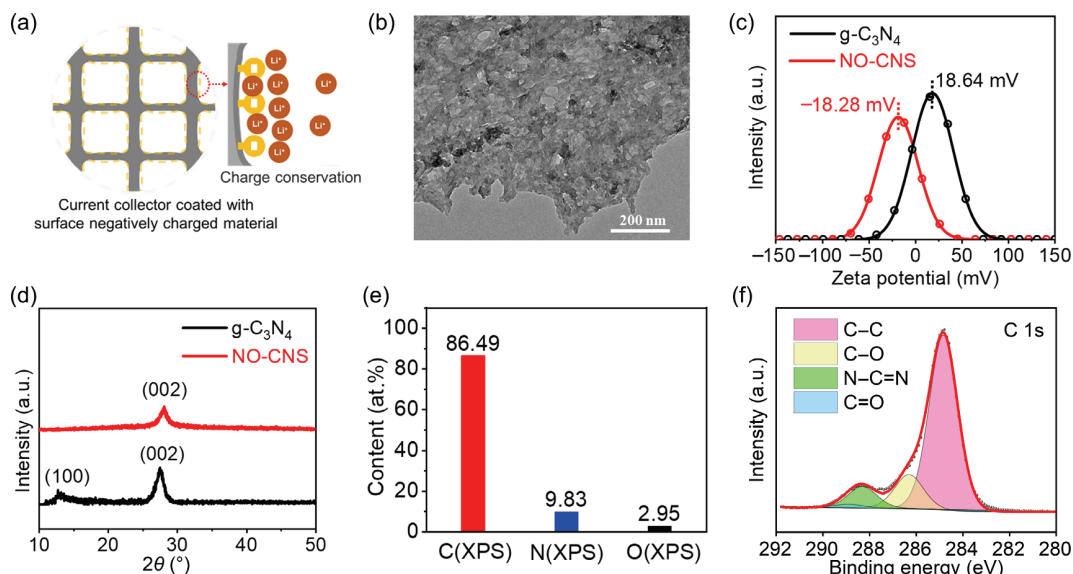 (a)
Li⁺
Li⁺
Li⁺
Li⁺
Li⁺
Li⁺
Li⁺
Li⁺
Li⁺
Li⁺
Li⁺
Charge conservation
Current collector coated with
surface negatively charged material
(b)
200 nm
(c)
g-C₃N₄
NO-CNS
18.64 mV
−18.28 mV
Intensity (a.u.)
−150 −100 −50 0 50 100 150
Zeta potential (mV)
(d)
g-C₃N₄
NO-CNS
(002)
(002)
(100)
Intensity (a.u.)
10 20 30 40 50
2θ (°)
(e)
Content (at.%)
100
80
60
40
20
0
86.49
9.83
2.95
C(XPS) N(XPS) O(XPS)
(f)
C 1s
C−C
C−O
N−C=N
C=O
Intensity (a.u.)
292 290 288 286 284 282 280
Binding energy (eV)